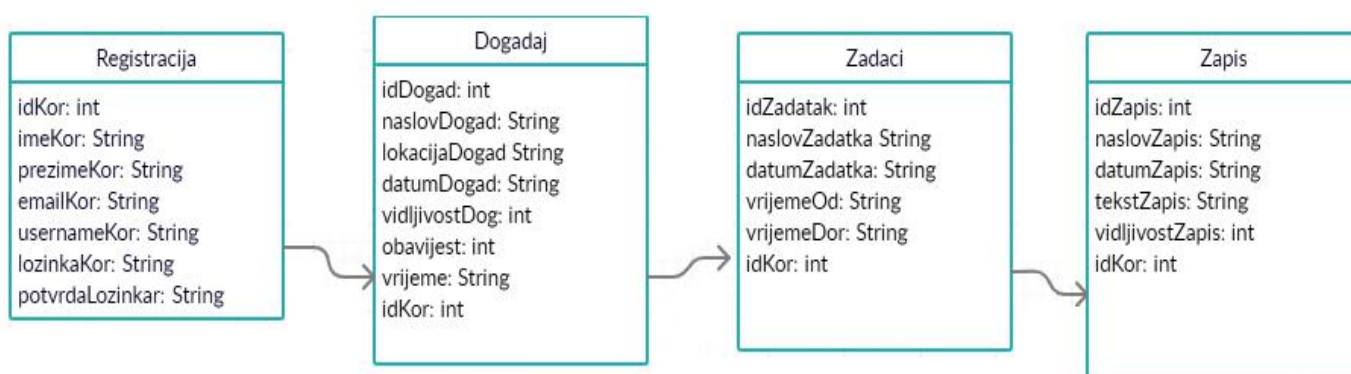 Registracija
idKor: int
imeKor: String
prezimeKor: String
emailKor: String
usernameKor: String
lozinkaKor: String
potvrdaLozinkar: String
Dogadaj
idDogad: int
naslovDogad: String
lokacijaDogad String
datumDogad: String
vidljivostDog: int
obavijest: int
vrijeme: String
idKor: int
Zadaci
idZadatak: int
naslovZadatka String
datumZadatka: String
vrijemeOd: String
vrijemeDor: String
idKor: int
Zapis
idZapis: int
naslovZapis: String
datumZapis: String
tekstZapis: String
vidljivostZapis: int
idKor: int